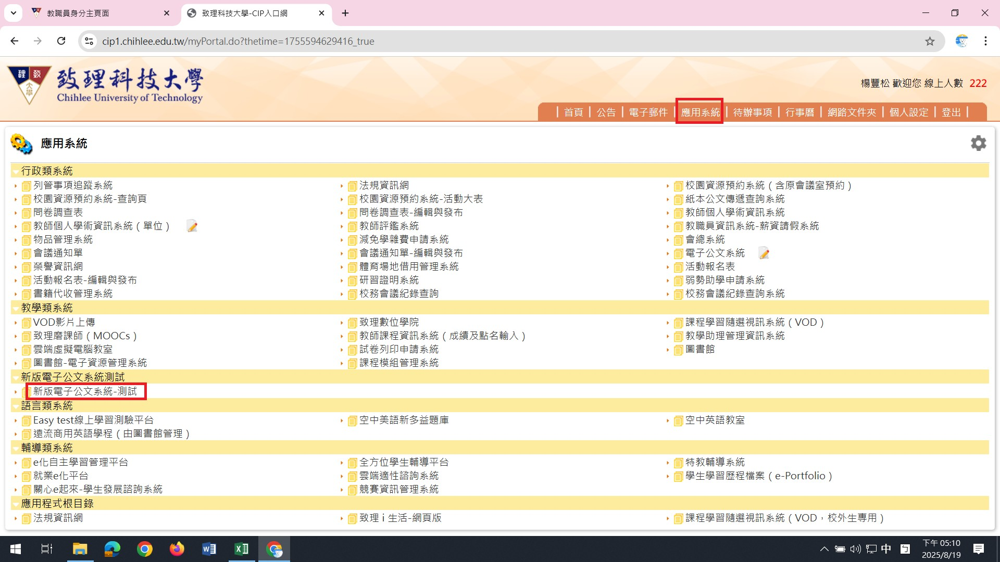 教職員身分主頁面
致理科技大學-CIP入口網
cip1.chihlee.edu.tw/myPortal.do?thetime=1755594629416_true
理 致 大學
致理科技大學
Chihlee University of Technology
楊豐松 歡迎您 線上人數 222
| 首頁 | 公告 | 電子郵件 | 應用系統 | 待辦事項 | 行事曆 | 網路文件夾 | 個人設定 | 登出 |
應用系統
行政類系統
列管事項追蹤系統 法規資訊網 校園資源預約系統（含原會議室預約）
校園資源預約系統-查詢頁 校園資源預約系統-活動大表 紙本公文傳遞查詢系統
問卷調查表 問卷調查表-編輯與發布 教師個人學術資訊系統
教師個人學術資訊系統（單位） 教師評鑑系統 教職員資訊系統-薪資請假系統
物品管理系統 減免學雜費申請系統 會總系統
會議通知單 會議通知單-編輯與發布 電子公文系統
榮譽資訊網 體育場地借用管理系統 活動報名表
活動報名表-編輯與發布 研習證明系統 弱勢助學申請系統
書籍代收管理系統 校務會議紀錄查詢 校務會議紀錄查詢系統
教學類系統
VOD影片上傳 致理數位學院 課程學習隨選視訊系統（VOD）
致理磨課師（MOOCs） 教師課程資訊系統（成績及點名輸入） 教學助理管理資訊系統
雲端虛擬電腦教室 試卷列印申請系統 圖書館
圖書館-電子資源管理系統 課程模組管理系統
新版電子公文系統測試
新版電子公文系統-測試
語言類系統
Easy test線上學習測驗平台 空中美語新多益題庫 空中英語教室
遠流商用英語學程（由圖書館管理）
輔導類系統
e化自主學習管理平台 全方位學生輔導平台 特教輔導系統
就業e化平台 雲端適性諮詢系統 學生學習歷程檔案（e-Portfolio）
關心e起來-學生發展諮詢系統 競賽資訊管理系統
應用程式根目錄
法規資訊網 致理 i 生活-網頁版 課程學習隨選視訊系統（VOD，校外生專用）
中 ㄅ
下午 05:10
2025/8/19